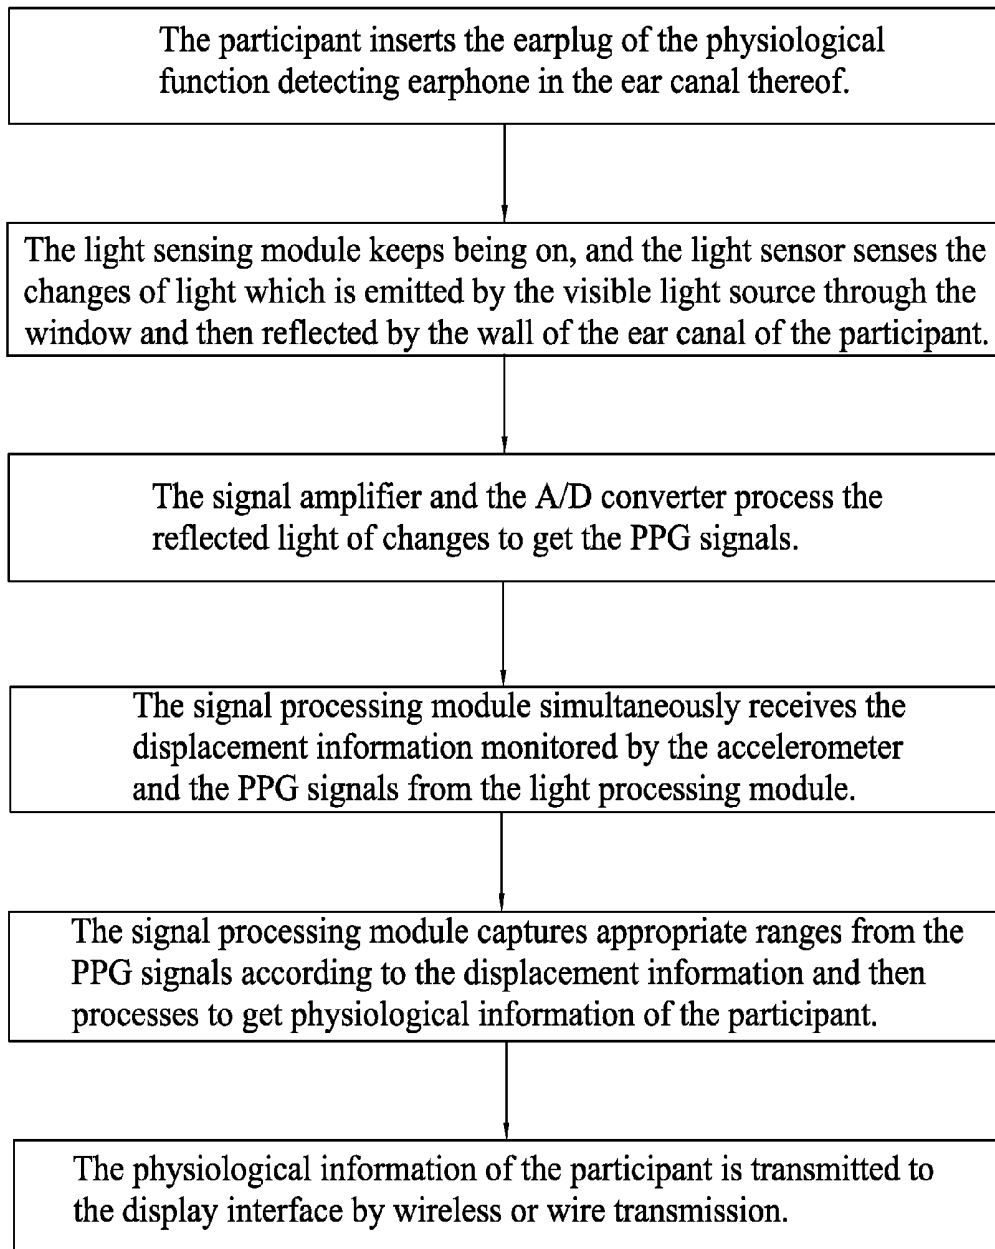 The participant inserts the earplug of the physiological
function detecting earphone in the ear canal thereof.
The light sensing module keeps being on, and the light sensor senses the
changes of light which is emitted by the visible light source through the
window and then reflected by the wall of the ear canal of the participant.
The signal amplifier and the A/D converter process the
reflected light of changes to get the PPG signals.
The signal processing module simultaneously receives the
displacement information monitored by the accelerometer
and the PPG signals from the light processing module.
The signal processing module captures appropriate ranges from the
PPG signals according to the displacement information and then
processes to get physiological information of the participant.
The physiological information of the participant is transmitted to
the display interface by wireless or wire transmission.